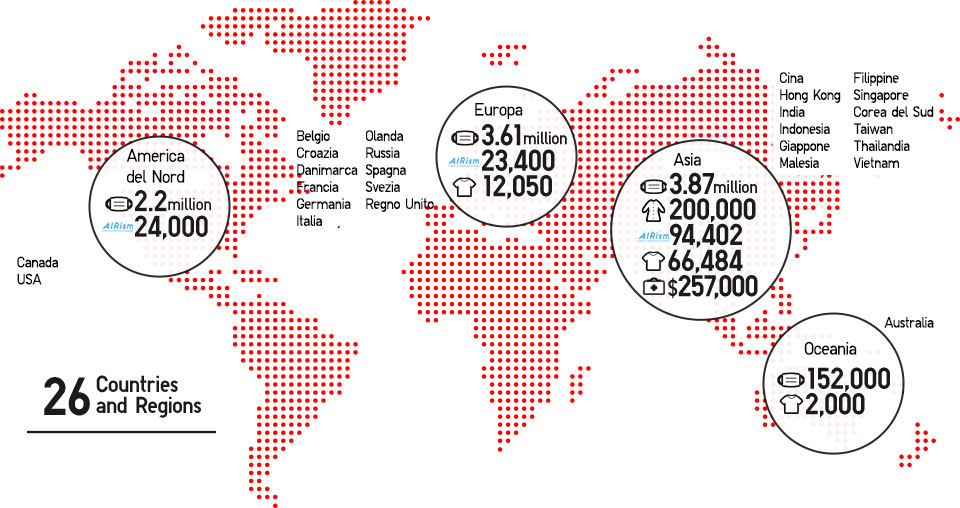 America
del Nord
2.2million
AIRism 24,000
Canada
USA
Belgio
Croazia
Danimarca
Francia
Germania
Italia
Olanda
Russia
Spagna
Svezia
Regno Unito
Europa
3.61million
AIRism 23,400
12,050
Asia
3.87million
200,000
AIRism 94,402
66,484
$257,000
Cina
Hong Kong
India
Indonesia
Giappone
Malesia
Filippine
Singapore
Corea del Sud
Taiwan
Thailandia
Vietnam
Australia
Oceania
152,000
2,000
26 Countries
and Regions